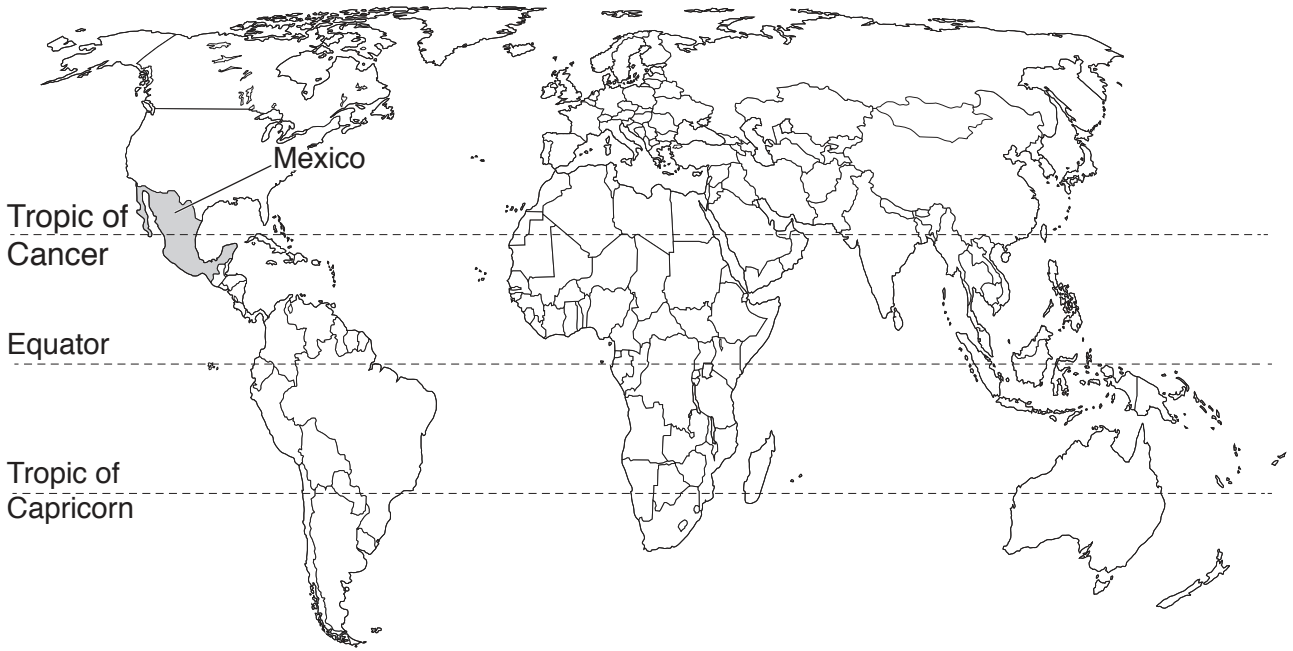 Mexico
Tropic of
Cancer
Equator
Tropic of
Capricorn